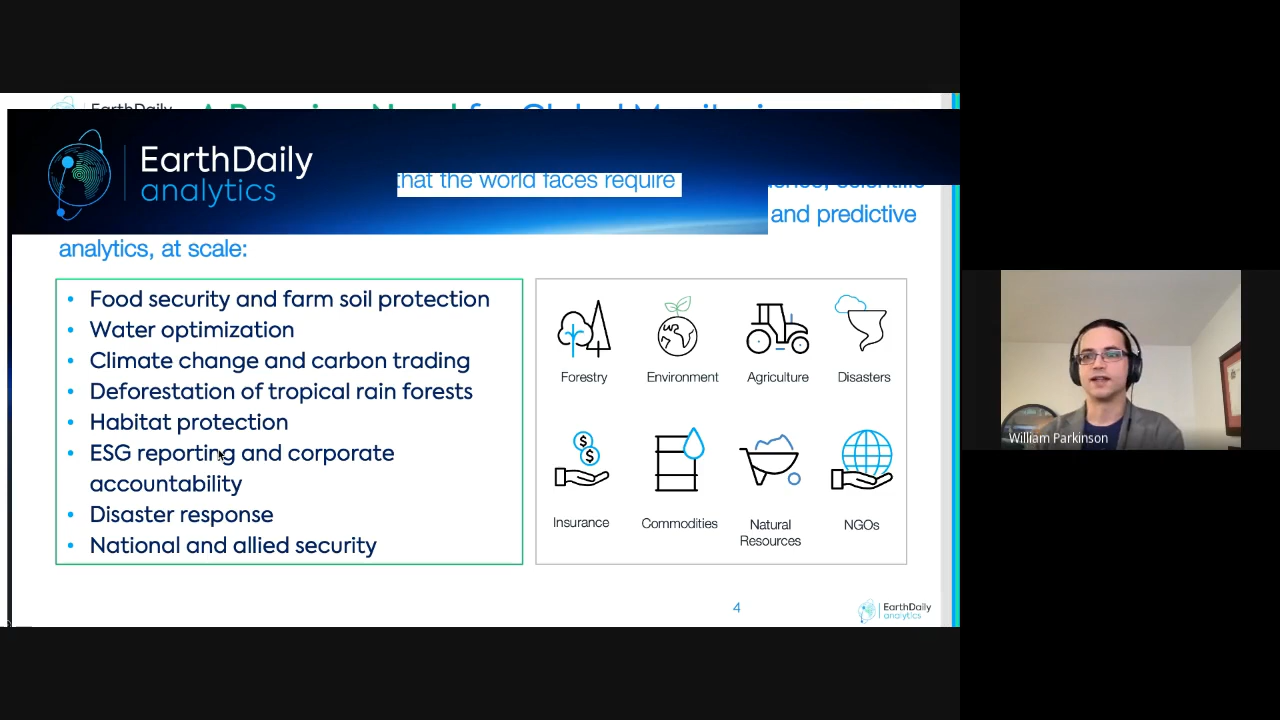 EarthDaily
for Global
EarthDaily
analytics
that the world faces require
and predictive
analytics, at scale:
• Food security and farm soil protection
• Water optimization
• Climate change and carbon trading
• Deforestation of tropical rain forests
• Habitat protection
• ESG reporting and corporate
accountability
• Disaster response
• National and allied security
Forestry
Environment
Agriculture
Disasters
$
$
Insurance
Commodities
Natural
Resources
NGOs
4
EarthDaily
analytics
William Parkinson